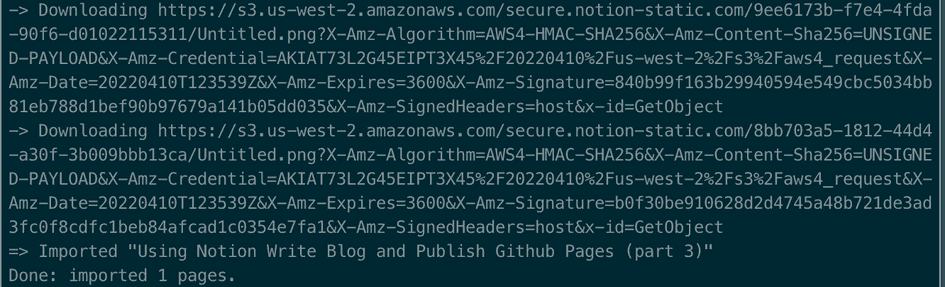 -> Downloading https://s3.us-west-2.amazonaws.com/secure.notion-static.com/9ee6173b-f7e4-4fda
-90f6-d01022115311/Untitled.png?X-Amz-Algorithm=AWS4-HMAC-SHA256&X-Amz-Content-Sha256=UNSIGNE
D-PAYLOAD&X-Amz-Credential=AKIAT73L2G45EIPT3X45%2F20220410%2Fus-west-2%2Fs3%2Faws4_request&X-
Amz-Date=20220410T123539Z&X-Amz-Expires=3600&X-Amz-Signature=840b99f163b29940594e549cbc5034bb
81eb788d1bef90b97679a141b05dd035&X-Amz-SignedHeaders=host&x-id=GetObject
-> Downloading https://s3.us-west-2.amazonaws.com/secure.notion-static.com/8bb703a5-1812-44d4
-a30f-3b009bbb13ca/Untitled.png?X-Amz-Algorithm=AWS4-HMAC-SHA256&X-Amz-Content-Sha256=UNSIGNE
D-PAYLOAD&X-Amz-Credential=AKIAT73L2G45EIPT3X45%2F20220410%2Fus-west-2%2Fs3%2Faws4_request&X-
Amz-Date=20220410T123539Z&X-Amz-Expires=3600&X-Amz-Signature=b0f30be910628d2d4745a48b721de3ad
3fc0f8cdfc1beb84afcad1c0354e7fa1&X-Amz-SignedHeaders=host&x-id=GetObject
=> Imported "Using Notion Write Blog and Publish Github Pages (part 3)"
Done: imported 1 pages.